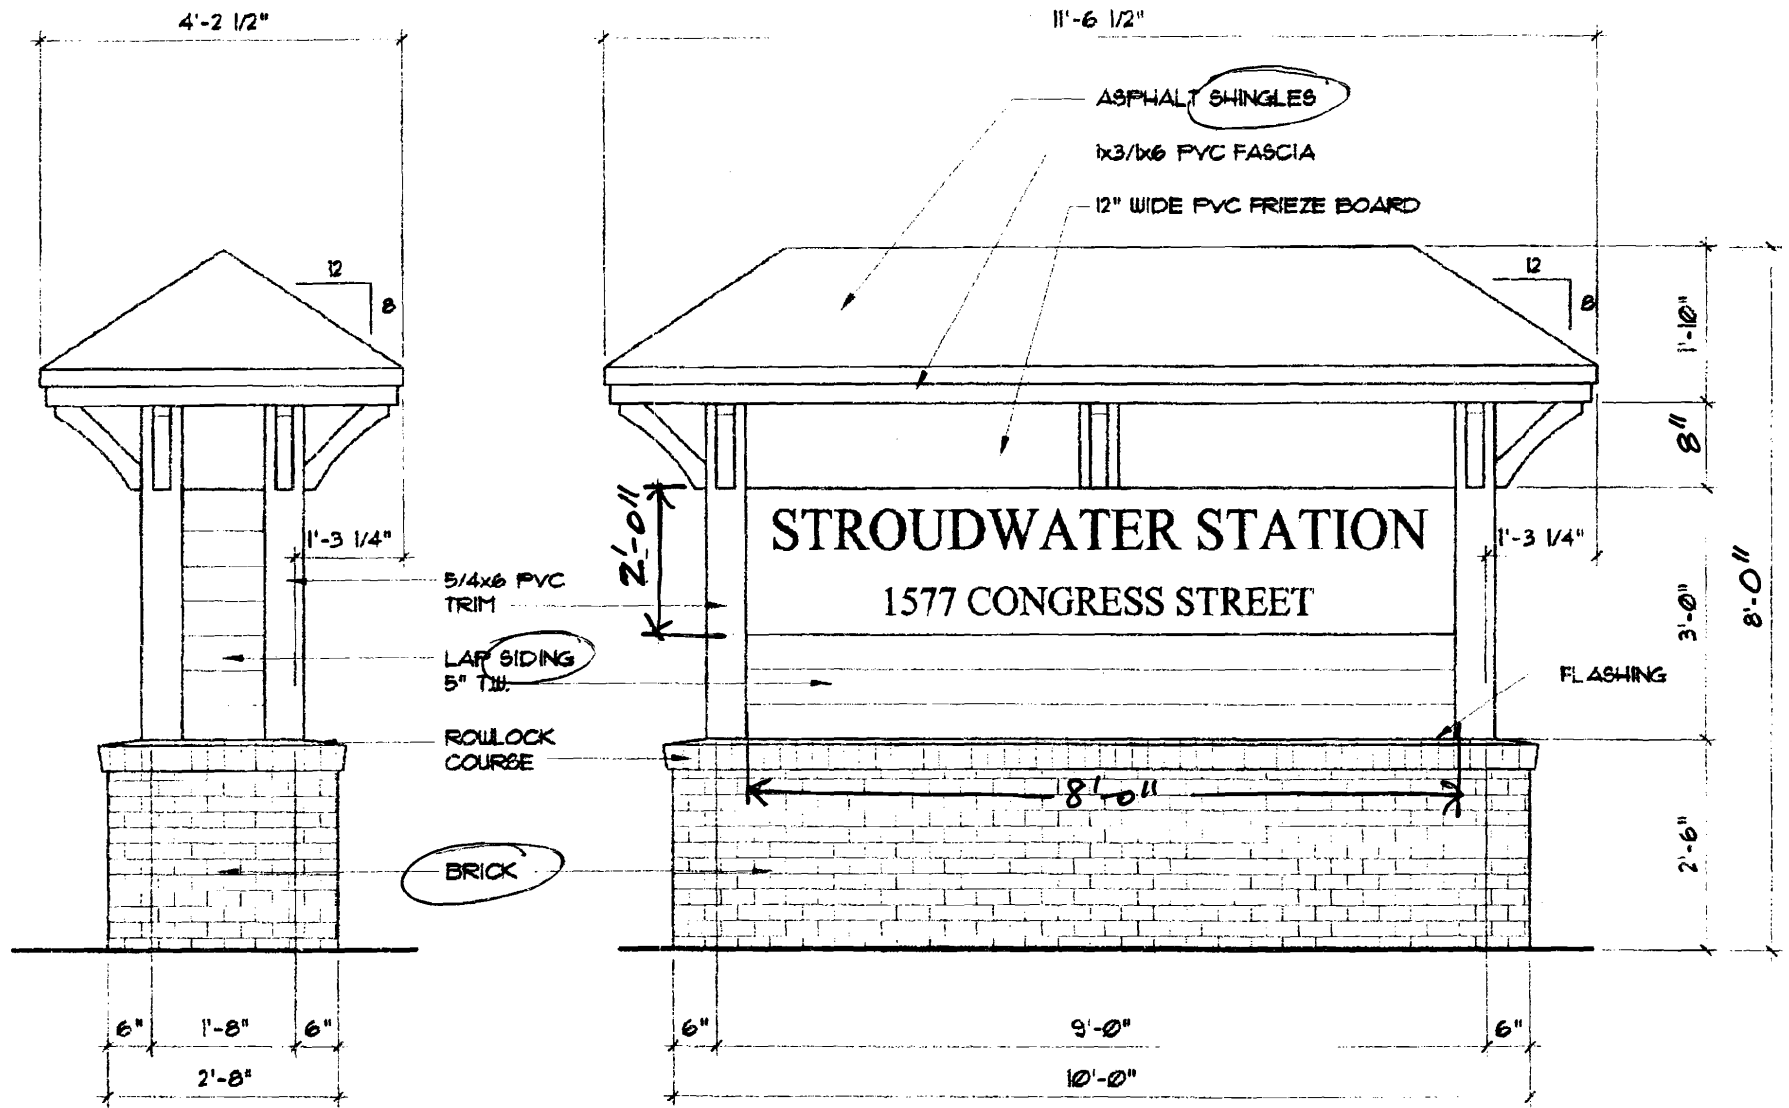 4'-2 1/2"
11'-6 1/2"
ASPHALT SHINGLES
1x3/1x6 PVC FASCIA
12" WIDE PVC FRIEZE BOARD
12
8
12
8
1'-10"
8"
2'-0"
STROUDWATER STATION
1577 CONGRESS STREET
1'-3 1/4"
1'-3 1/4"
8'-0"
5/4x6 PVC
TRIM
3'-0"
LAP SIDING
5" T.W.
FLASHING
ROWLOCK
COURSE
8'-0"
BRICK
2'-6"
6"
1'-8"
6"
6"
9'-0"
6"
2'-8"
10'-0"